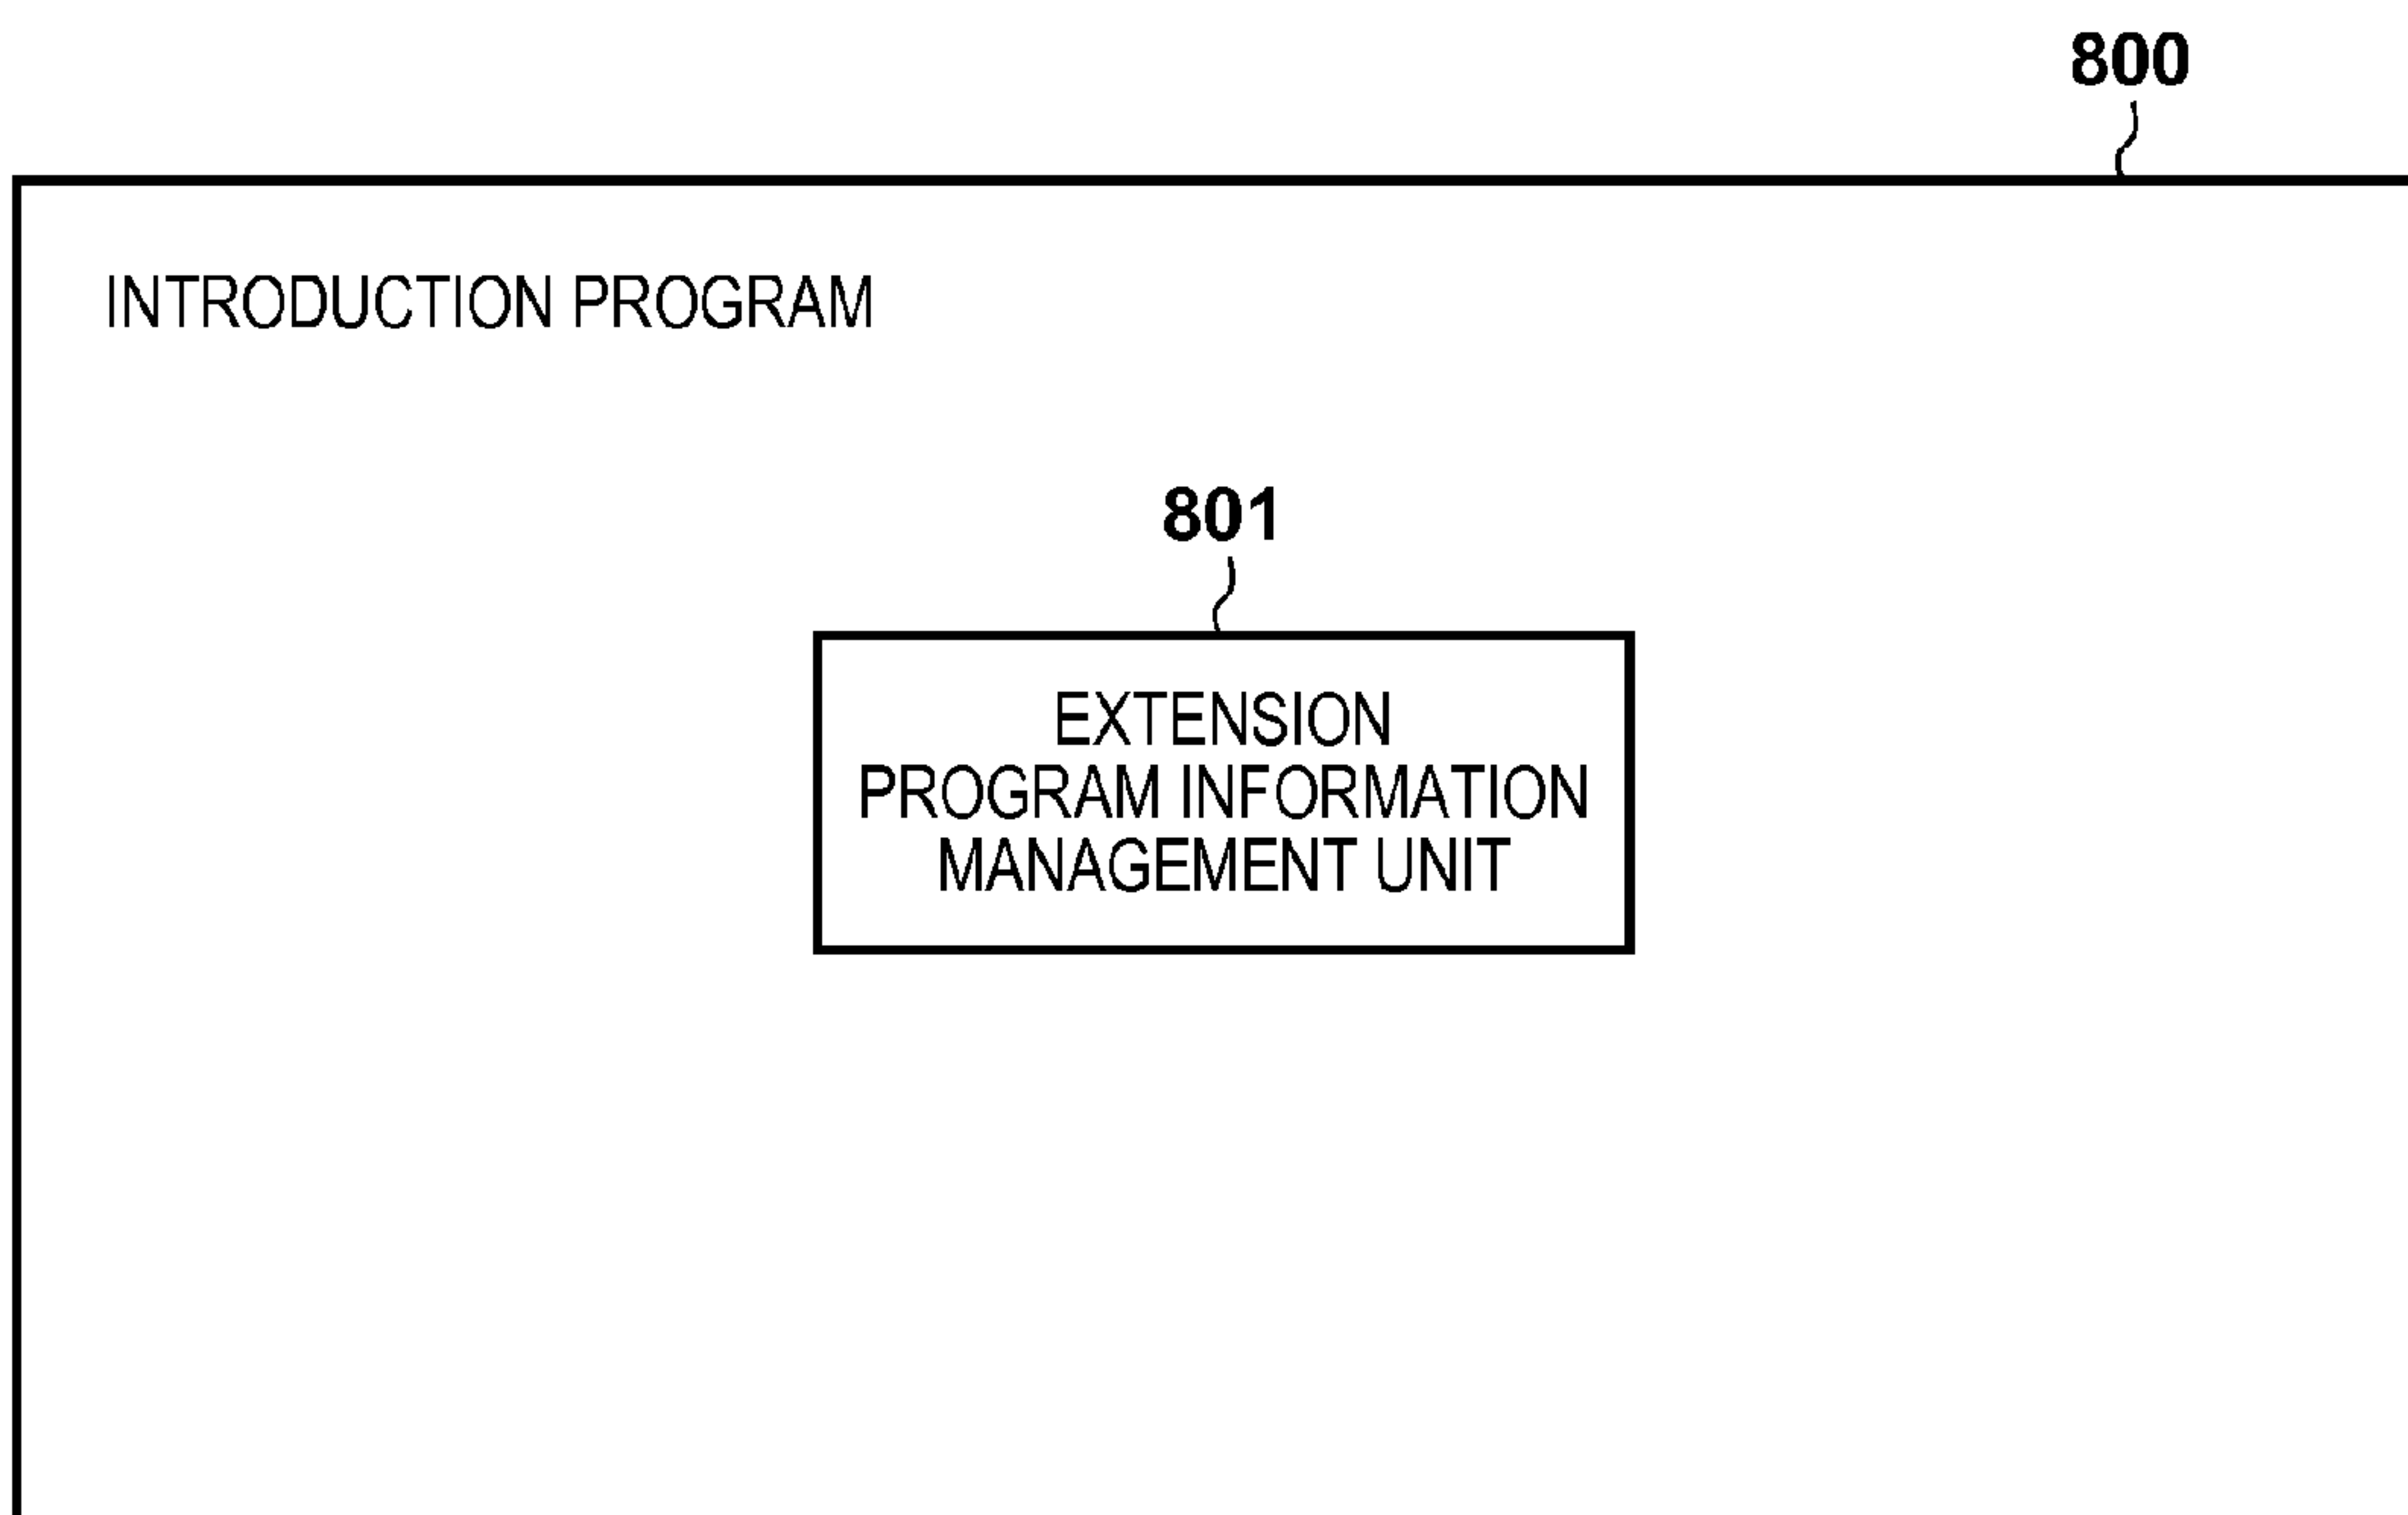 800
INTRODUCTION PROGRAM
801
EXTENSION
PROGRAM INFORMATION
MANAGEMENT UNIT